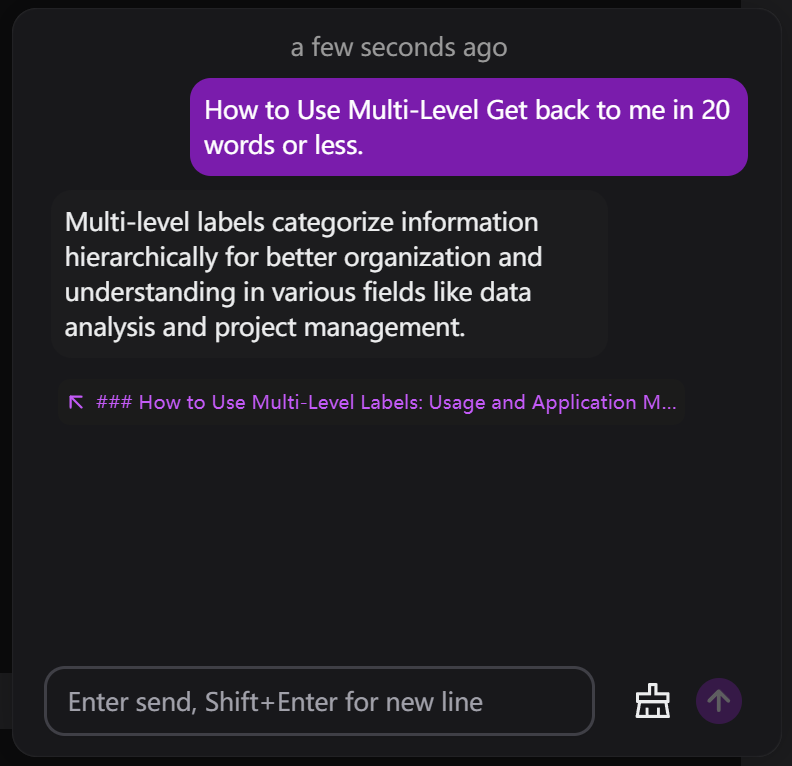 a few seconds ago
How to Use Multi-Level Get back to me in 20
words or less.
Multi-level labels categorize information
hierarchically for better organization and
understanding in various fields like data
analysis and project management.
### How to Use Multi-Level Labels: Usage and Application M...
Enter send, Shift+Enter for new line